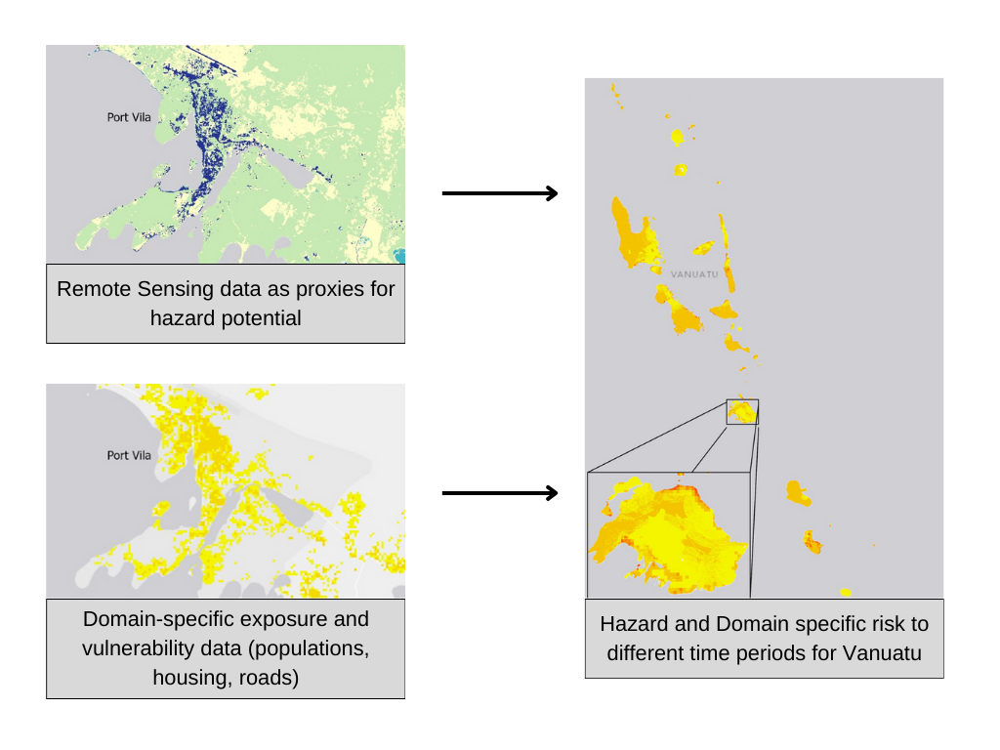 Port Vila
Remote Sensing data as proxies for
hazard potential
Port Vila
Domain-specific exposure and
vulnerability data (populations,
housing, roads)
VANUATU
Hazard and Domain specific risk to
different time periods for Vanuatu